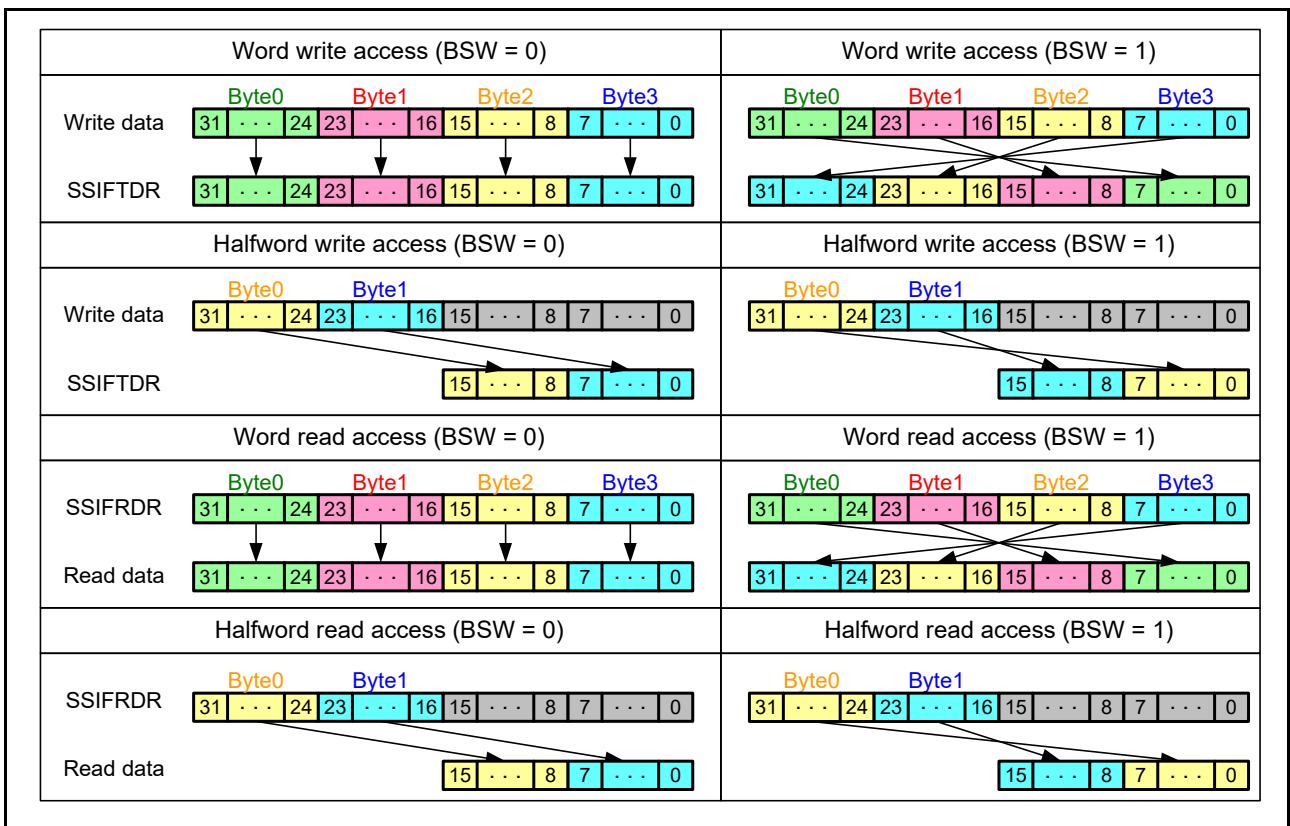 Word write access (BSW = 0) Word write access (BSW = 1)
Byte0 Byte1 Byte2 Byte3 Byte0 Byte1 Byte2 Byte3
Write data 31 ··· 24 23 ··· 16 15 ··· 8 7 ··· 0 31 ··· 24 23 ··· 16 15 ··· 8 7 ··· 0
SSIFTDR 31 ··· 24 23 ··· 16 15 ··· 8 7 ··· 0 31 ··· 24 23 ··· 16 15 ··· 8 7 ··· 0
Halfword write access (BSW = 0) Halfword write access (BSW = 1)
Byte0 Byte1 Byte0 Byte1
Write data 31 ··· 24 23 ··· 16 15 ··· 8 7 ··· 0 31 ··· 24 23 ··· 16 15 ··· 8 7 ··· 0
SSIFTDR 15 ··· 8 7 ··· 0 15 ··· 8 7 ··· 0
Word read access (BSW = 0) Word read access (BSW = 1)
Byte0 Byte1 Byte2 Byte3 Byte0 Byte1 Byte2 Byte3
SSIFRDR 31 ··· 24 23 ··· 16 15 ··· 8 7 ··· 0 31 ··· 24 23 ··· 16 15 ··· 8 7 ··· 0
Read data 31 ··· 24 23 ··· 16 15 ··· 8 7 ··· 0 31 ··· 24 23 ··· 16 15 ··· 8 7 ··· 0
Halfword read access (BSW = 0) Halfword read access (BSW = 1)
Byte0 Byte1 Byte0 Byte1
SSIFRDR 31 ··· 24 23 ··· 16 15 ··· 8 7 ··· 0 31 ··· 24 23 ··· 16 15 ··· 8 7 ··· 0
Read data 15 ··· 8 7 ··· 0 15 ··· 8 7 ··· 0